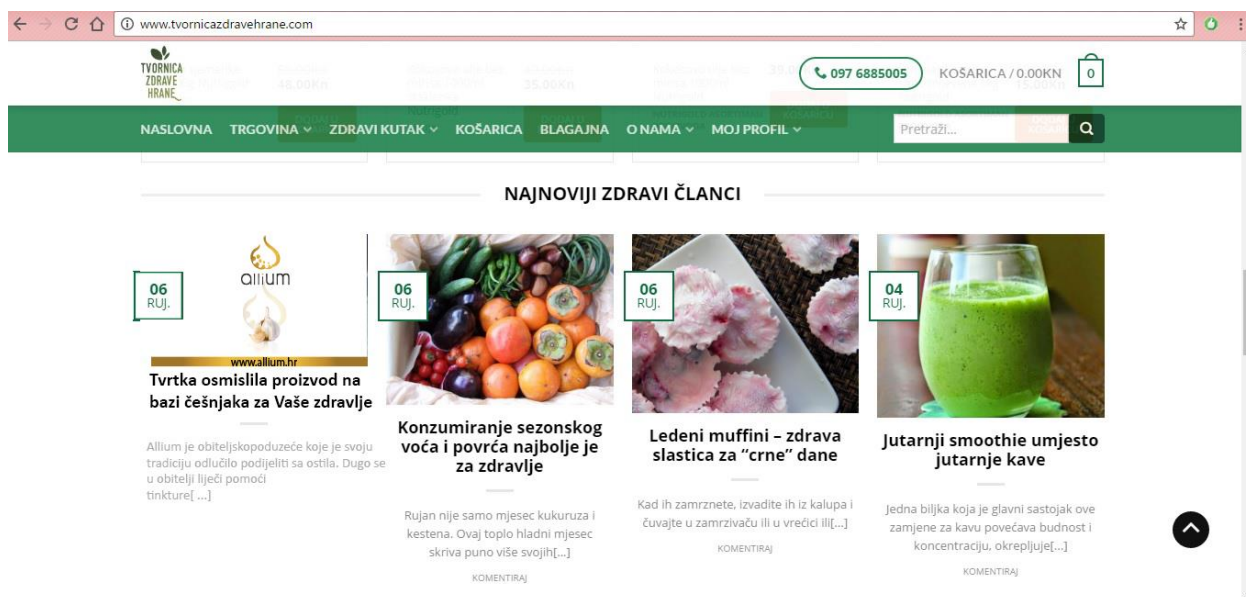 www.tvornicazdravehrane.com
TVORNICA
ZDRAVE
HRANE
097 6885005
KOŠARICA / 0.00KN
0
NASLOVNA TRGOVINA ZDRAVI KUTAK KOŠARICA BLAGAJNA O NAMA MOJ PROFIL
Pretraži...
NAJNOVIJI ZDRAVI ČLANCI
06
RUJ.
allium
www.allium.hr
Tvrtka osmislila proizvod na
bazi češnjaka za Vaše zdravlje
Allium je obiteljskopoduzeće koje je svoju
tradiciju odlučilo podijeliti sa ostila. Dugo se
u obitelji liječi pomoći
tinkture[ ...]
06
RUJ.
Konzumiranje sezonskog
voća i povrća najbolje je
za zdravlje
Rujan nije samo mjesec kukuruza i
kestena. Ovaj toplo hladni mjesec
skriva puno više svojih[...]
KOMENTIRAJ
06
RUJ.
Ledeni muffini – zdrava
slastica za “crne” dane
Kad ih zamrznete, izvadite ih iz kalupa i
čuvajte u zamrzivaču ili u vrećici ili[...]
KOMENTIRAJ
04
RUJ.
Jutarnji smoothie umjesto
jutarnje kave
Jedna biljka koja je glavni sastojak ove
zamjene za kavu povećava budnost i
koncentraciju, okrepljuje[...]
KOMENTIRAJ